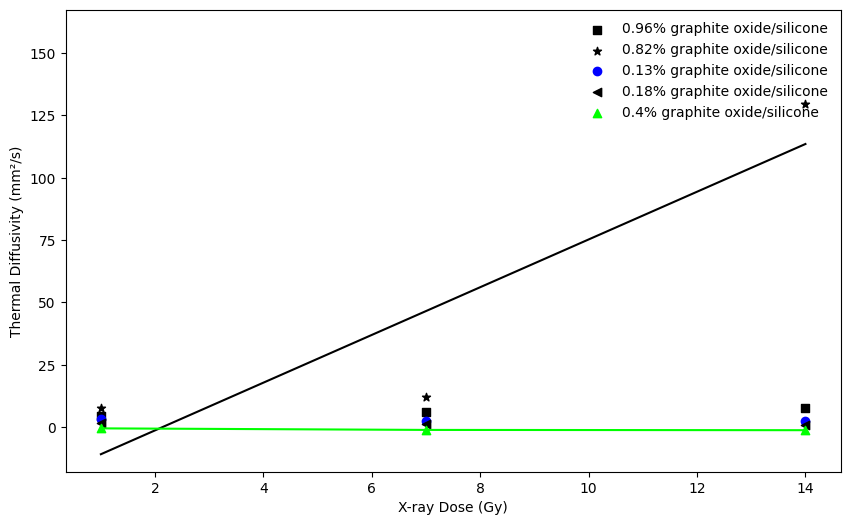 0.96% graphite oxide/silicone
0.82% graphite oxide/silicone
0.13% graphite oxide/silicone
0.18% graphite oxide/silicone
0.4% graphite oxide/silicone
150
125
100
75
50
25
0
Thermal Diffusivity (mm²/s)
2 4 6 8 10 12 14
X-ray Dose (Gy)